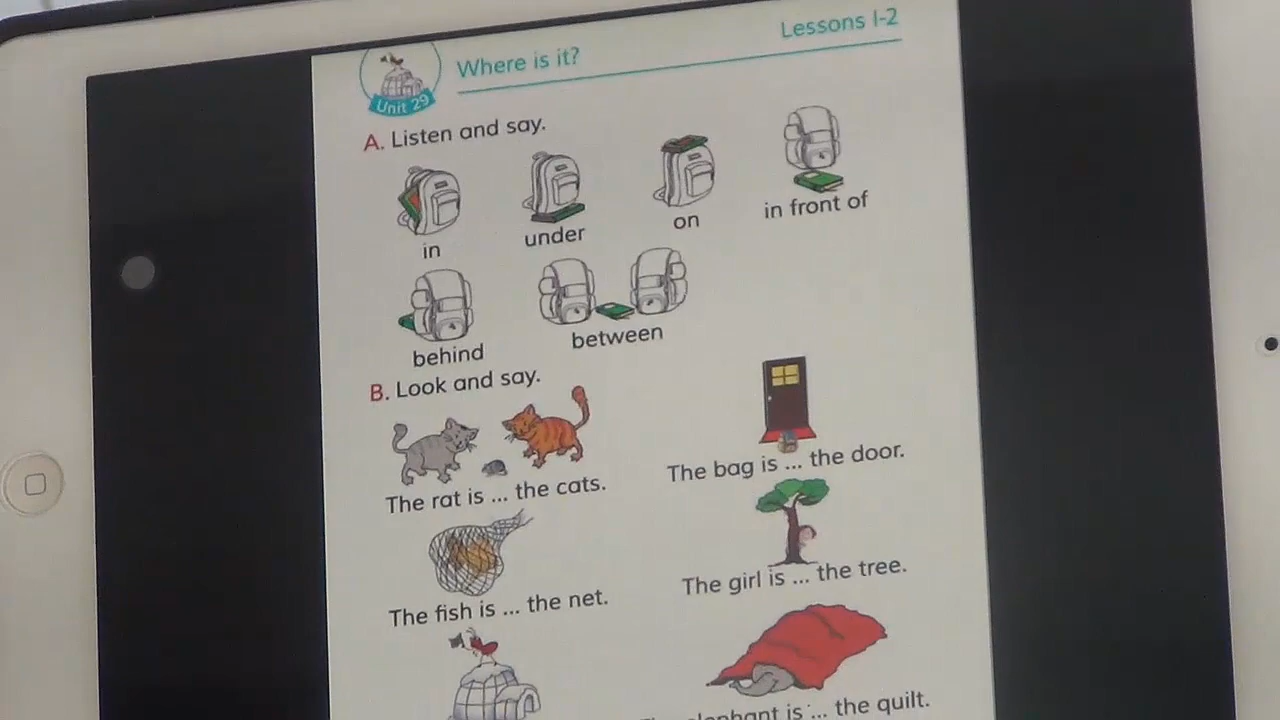 Lessons 1-2
Where is it?
Unit 29
A. Listen and say.
in
under
on
in front of
behind
between
B. Look and say.
The rat is ... the cats.
The bag is ... the door.
The fish is ... the net.
The girl is ... the tree.
elephant is ... the quilt.